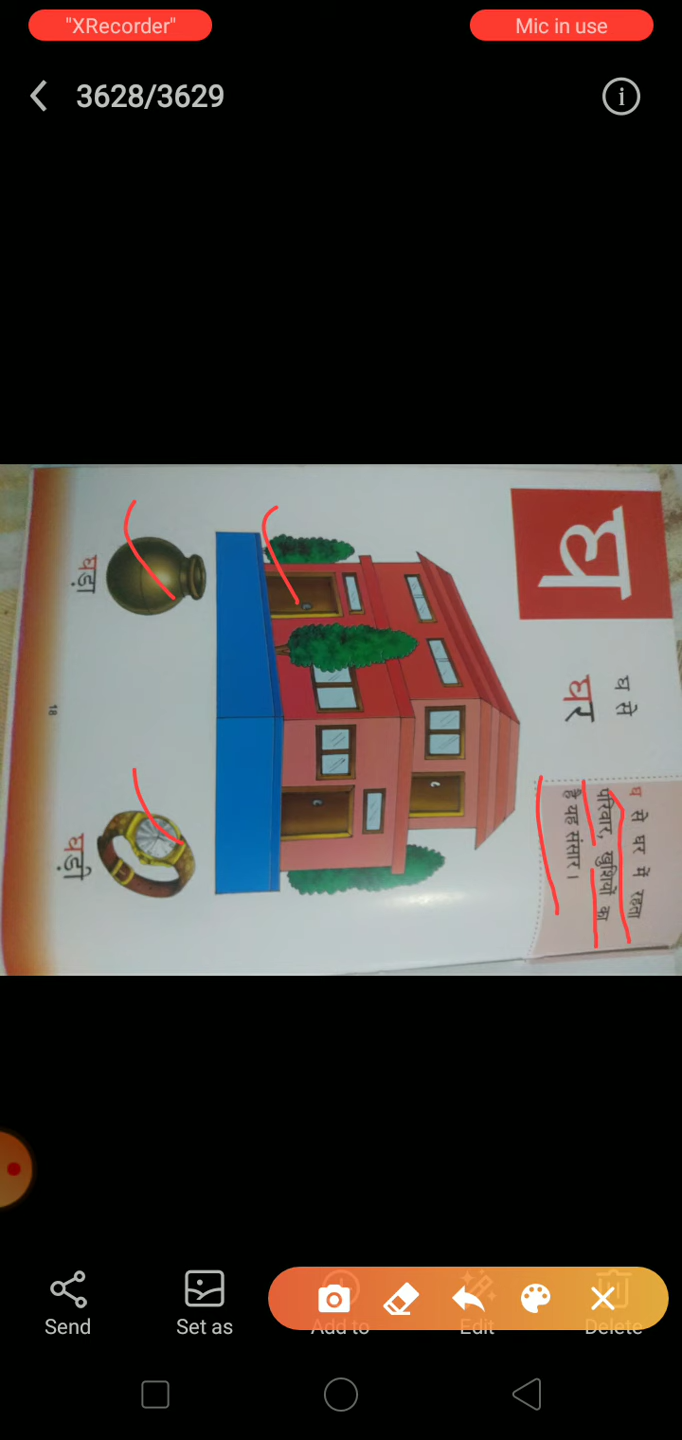 "XRecorder"
Mic in use
3628/3629
घ
घ से
घर
घ से घर में रहता
परिवार, खुशियों का
है यह संसार।
घड़ा
घड़ी
18
Send
Set as
Add to
Edit
Delete